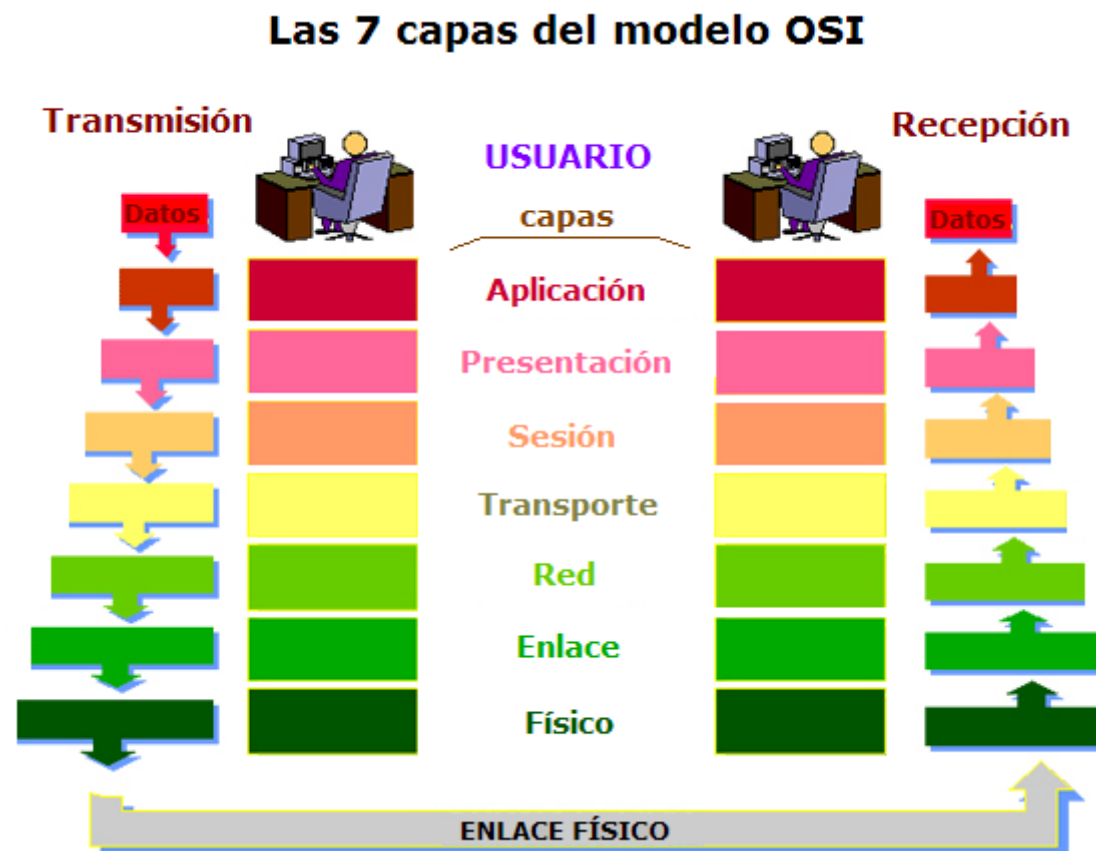 Las 7 capas del modelo OSI
Transmisión
Recepción
USUARIO
capas
Datos
Datos
Aplicación
Presentación
Sesión
Transporte
Red
Enlace
Físico
ENLACE FÍSICO